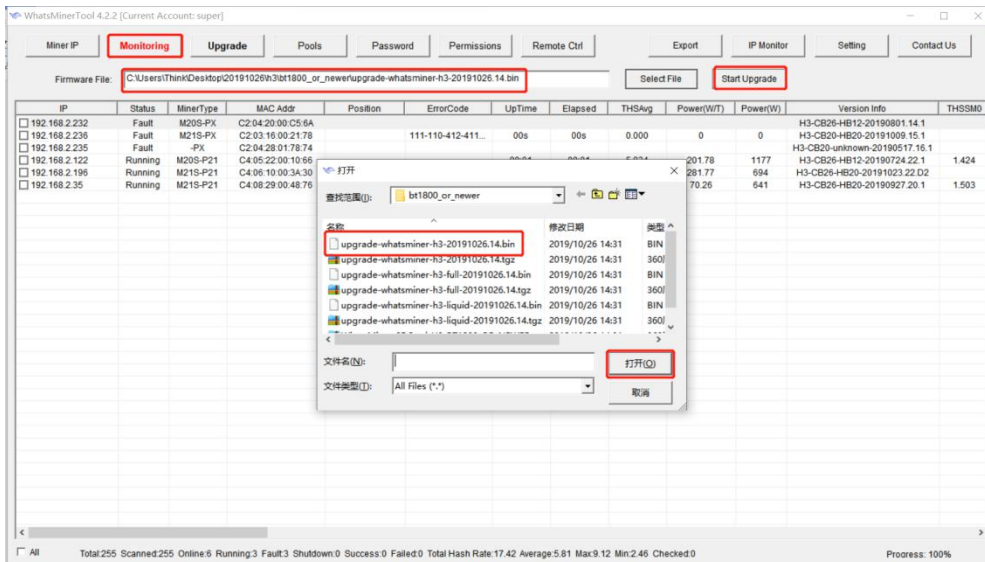 WhatsMinerTool 4.2.2 [Current Account: super]
Miner IP Monitoring Upgrade Pools Password Permissions Remote Ctrl Export IP Monitor Setting Contact Us
Firmware File: C:\Users\Think\Desktop\20191026\h3\bt1800_or_newer\upgrade-whatsminer-h3-20191026.14.bin Select File Start Upgrade
IP Status MinerType MAC Addr Position ErrorCode UpTime Elapsed THSAvg Power(W/T) Power(W) Version Info THSSM0
192.168.2.232 Fault M20S-PX C2:04:20:00:C5:6A H3-CB20-HB12-20190801.14.1
192.168.2.236 Fault M21S-PX C2:03:16:00:21:78 111-110-412-411... 00s 00s 0.000 0 0 H3-CB26-HB20-20191009.15.1
192.168.2.235 Fault -PX C2:04:28:01:78:74 H3-CB20-unknown-20190517.16.1
192.168.2.122 Running M20S-P21 C4:05:22:00:10:66 201.78 1177 H3-CB26-HB12-20190724.22.1 1.424
192.168.2.196 Running M21S-P21 C4:06:10:00:3A:30 281.77 694 H3-CB26-HB20-20191023.22.D2
192.168.2.35 Running M21S-P21 C4:08:29:00:48:76 70.26 641 H3-CB26-HB20-20190927.20.1 1.503
打开
查找范围(I): bt1800_or_newer
名称 修改日期 类型
upgrade-whatsminer-h3-20191026.14.bin 2019/10/26 14:31 BIN
upgrade-whatsminer-h3-20191026.14.tgz 2019/10/26 14:31 360
upgrade-whatsminer-h3-full-20191026.14.bin 2019/10/26 14:31 BIN
upgrade-whatsminer-h3-full-20191026.14.tgz 2019/10/26 14:31 360
upgrade-whatsminer-h3-liquid-20191026.14.bin 2019/10/26 14:31 BIN
upgrade-whatsminer-h3-liquid-20191026.14.tgz 2019/10/26 14:31 360
文件名(N): 打开(O)
文件类型(T): All Files (*.*) 取消
All Total:255 Scanned:255 Online:6 Running:3 Fault:3 Shutdown:0 Success:0 Failed:0 Total Hash Rate:17.42 Average:5.81 Max:9.12 Min:2.46 Checked:0 Progress: 100%